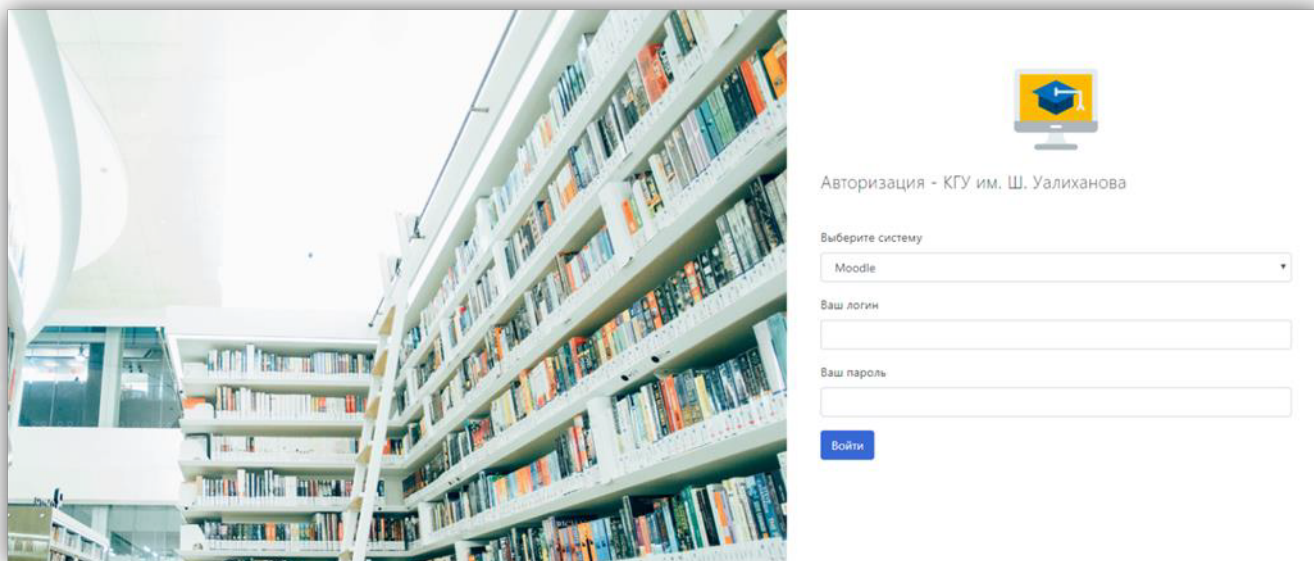 Авторизация - КГУ им. Ш. Уалиханова
Выберите систему
Moodle
Ваш логин
Ваш пароль
Войти